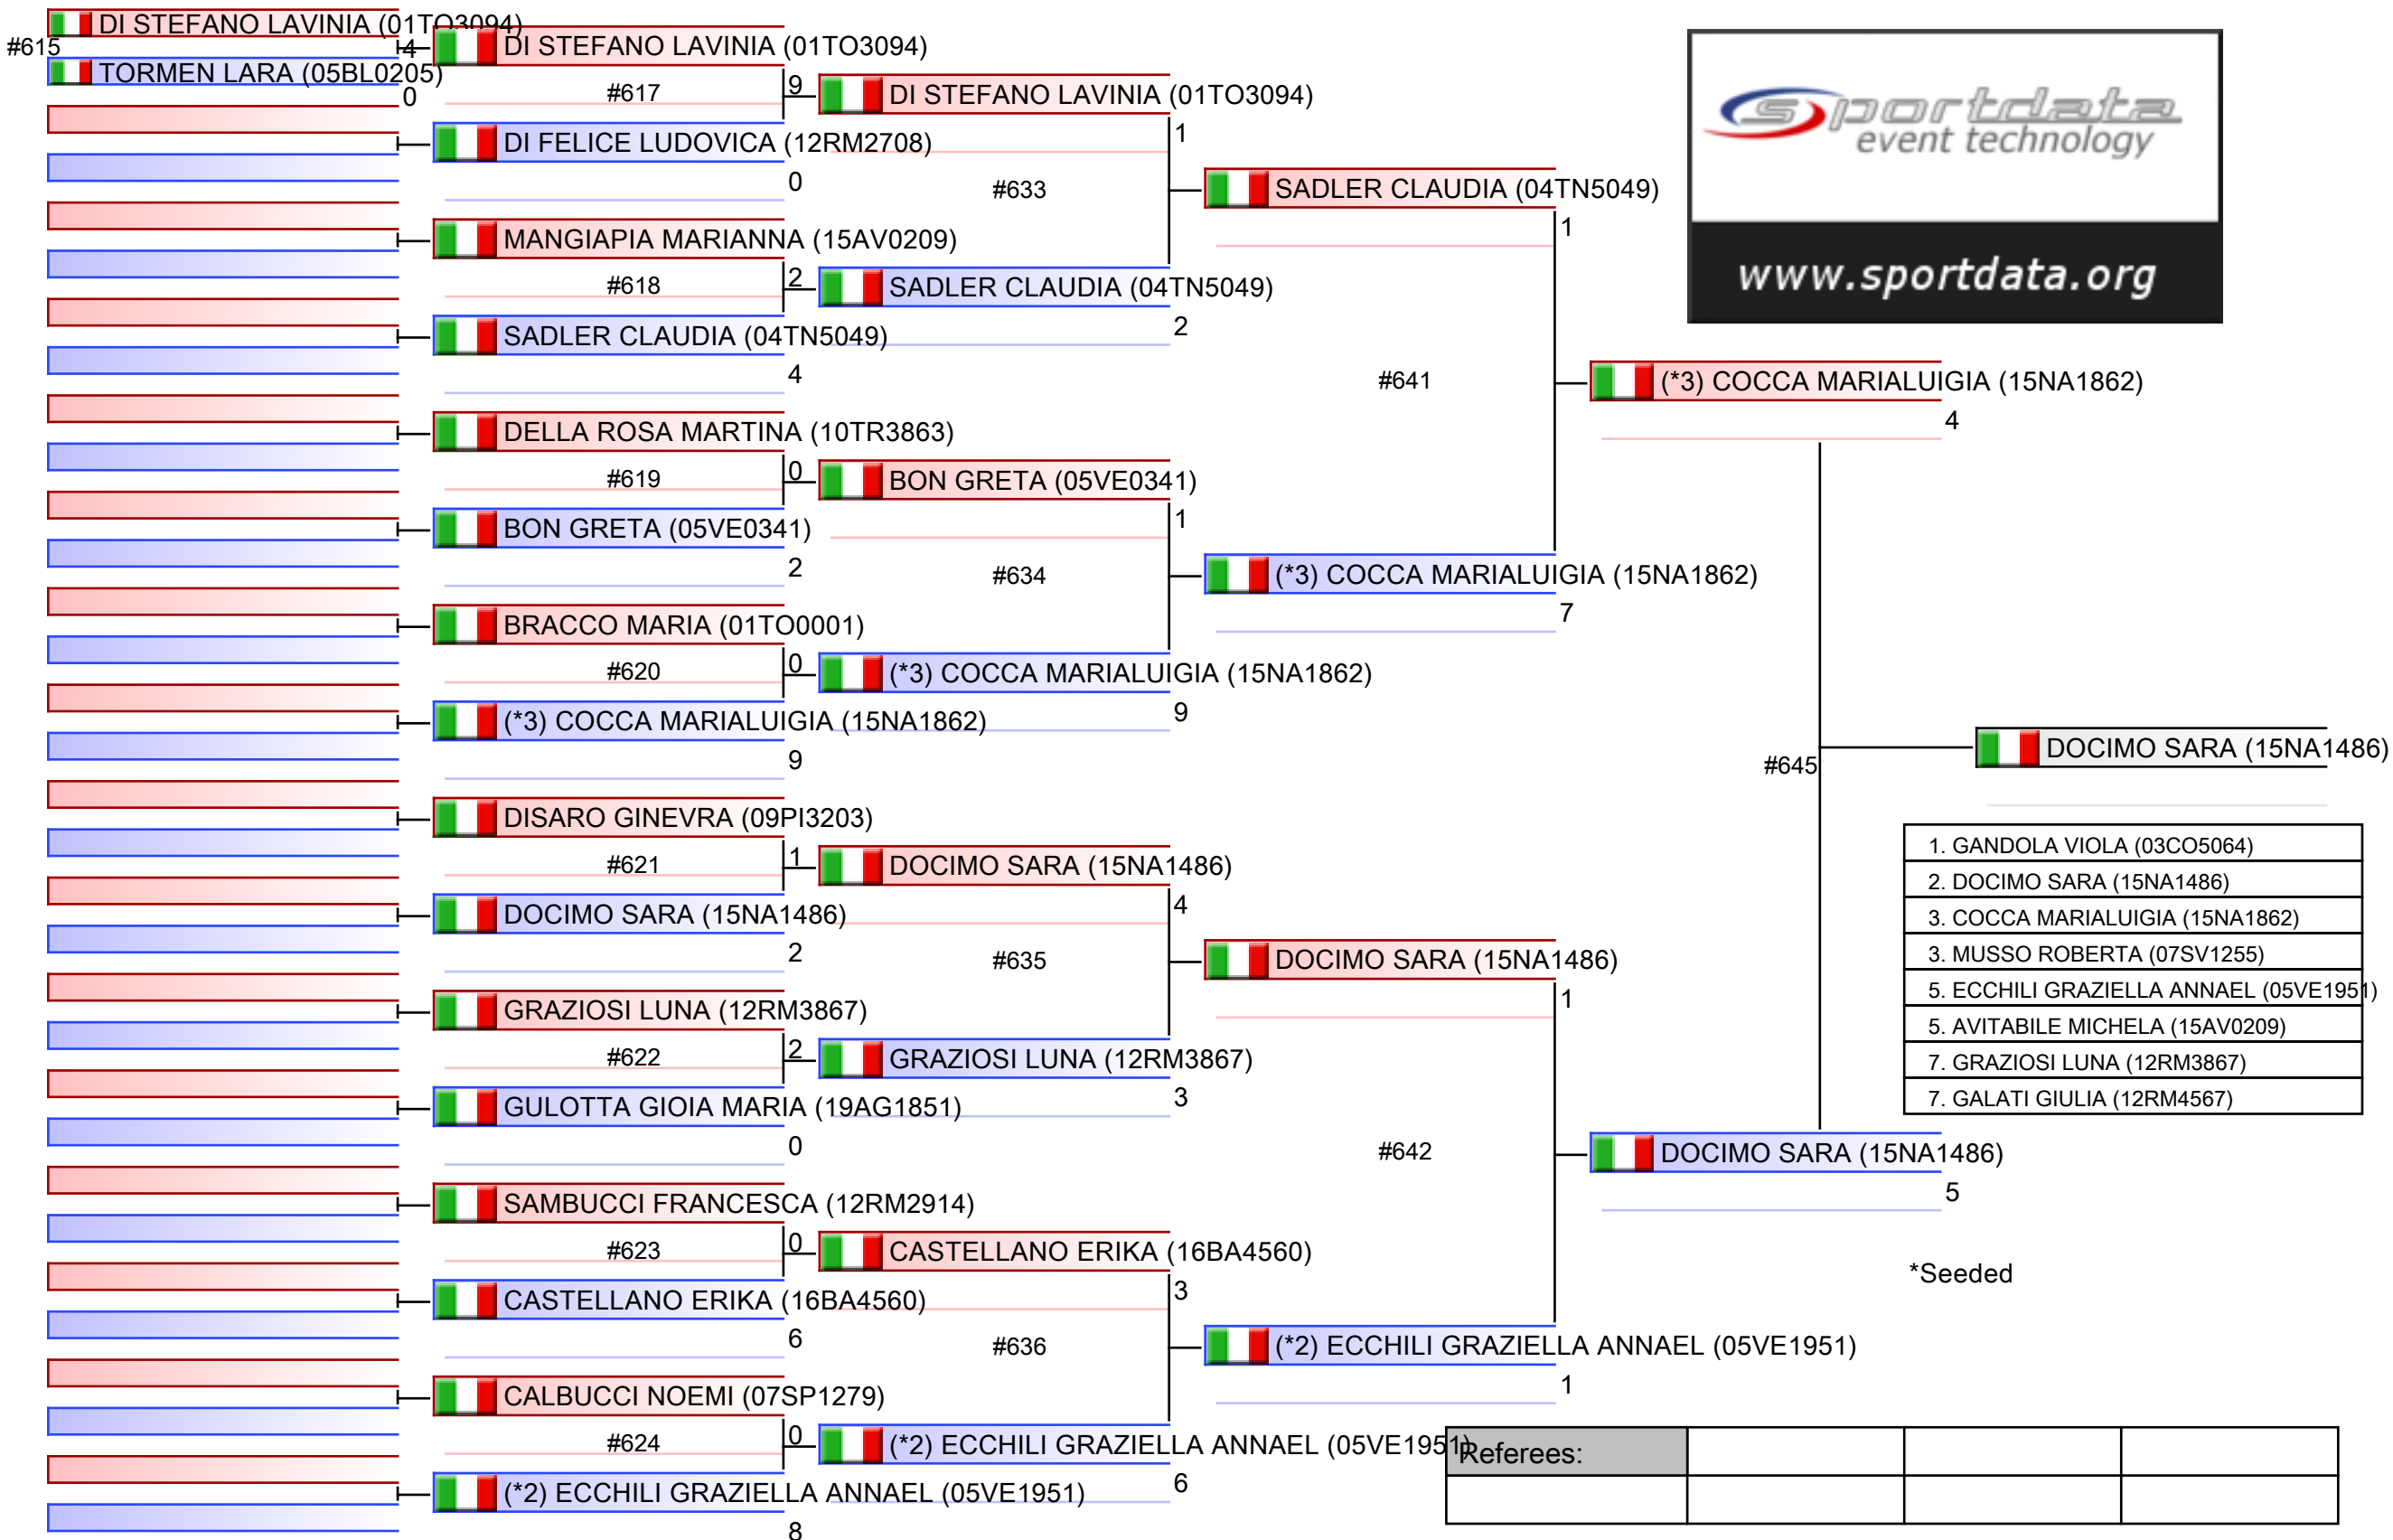 DI STEFANO LAVINIA (01TO3094)
#615
4
TORMEN LARA (05BL0205)
0
DI STEFANO LAVINIA (01TO3094)
#617
9
DI FELICE LUDOVICA (12RM2708)
0
MANGIAPIA MARIANNA (15AV0209)
#618
2
SADLER CLAUDIA (04TN5049)
4
DELLA ROSA MARTINA (10TR3863)
#619
0
BON GRETA (05VE0341)
2
BRACCO MARIA (01TO0001)
#620
0
(*3) COCCA MARIALUIGIA (15NA1862)
9
DISARO GINEVRA (09PI3203)
#621
1
DOCIMO SARA (15NA1486)
2
GRAZIOSI LUNA (12RM3867)
#622
2
GULOTTA GIOIA MARIA (19AG1851)
0
SAMBUCCI FRANCESCA (12RM2914)
#623
0
CASTELLANO ERIKA (16BA4560)
6
CALBUCCI NOEMI (07SP1279)
#624
0
(*2) ECCHILI GRAZIELLA ANNAEL (05VE1951)
8
DI STEFANO LAVINIA (01TO3094)
1
#633
SADLER CLAUDIA (04TN5049)
2
BON GRETA (05VE0341)
1
#634
(*3) COCCA MARIALUIGIA (15NA1862)
9
DOCIMO SARA (15NA1486)
4
#635
GRAZIOSI LUNA (12RM3867)
3
CASTELLANO ERIKA (16BA4560)
3
#636
(*2) ECCHILI GRAZIELLA ANNAEL (05VE1951)
6
SADLER CLAUDIA (04TN5049)
1
#641
(*3) COCCA MARIALUIGIA (15NA1862)
7
DOCIMO SARA (15NA1486)
1
#642
(*2) ECCHILI GRAZIELLA ANNAEL (05VE1951)
1
(*3) COCCA MARIALUIGIA (15NA1862)
4
#645
DOCIMO SARA (15NA1486)
5
DOCIMO SARA (15NA1486)
sportdata
event technology
www.sportdata.org
1. GANDOLA VIOLA (03CO5064)
2. DOCIMO SARA (15NA1486)
3. COCCA MARIALUIGIA (15NA1862)
3. MUSSO ROBERTA (07SV1255)
5. ECCHILI GRAZIELLA ANNAEL (05VE1951)
5. AVITABILE MICHELA (15AV0209)
7. GRAZIOSI LUNA (12RM3867)
7. GALATI GIULIA (12RM4567)
*Seeded
Referees: